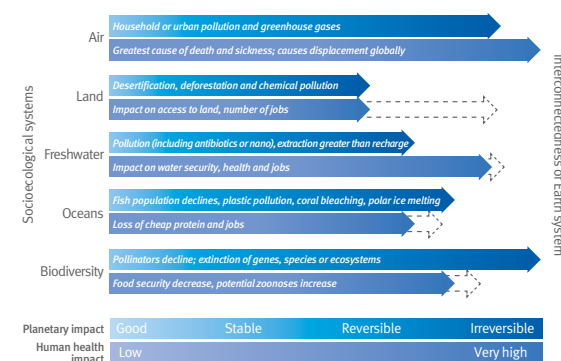 Socioecological systems
Air
Household or urban pollution and greenhouse gases
Greatest cause of death and sickness; causes displacement globally
Land
Desertification, deforestation and chemical pollution
Impact on access to land, number of jobs
Freshwater
Pollution (including antibiotics or nano), extraction greater than recharge
Impact on water security, health and jobs
Oceans
Fish population declines, plastic pollution, coral bleaching, polar ice melting
Loss of cheap protein and jobs
Biodiversity
Pollinators decline; extinction of genes, species or ecosystems
Food security decrease, potential zoonoses increase
Interconnectedness of Earth system
Planetary impact Good Stable Reversible Irreversible
Human health impact Low Very high